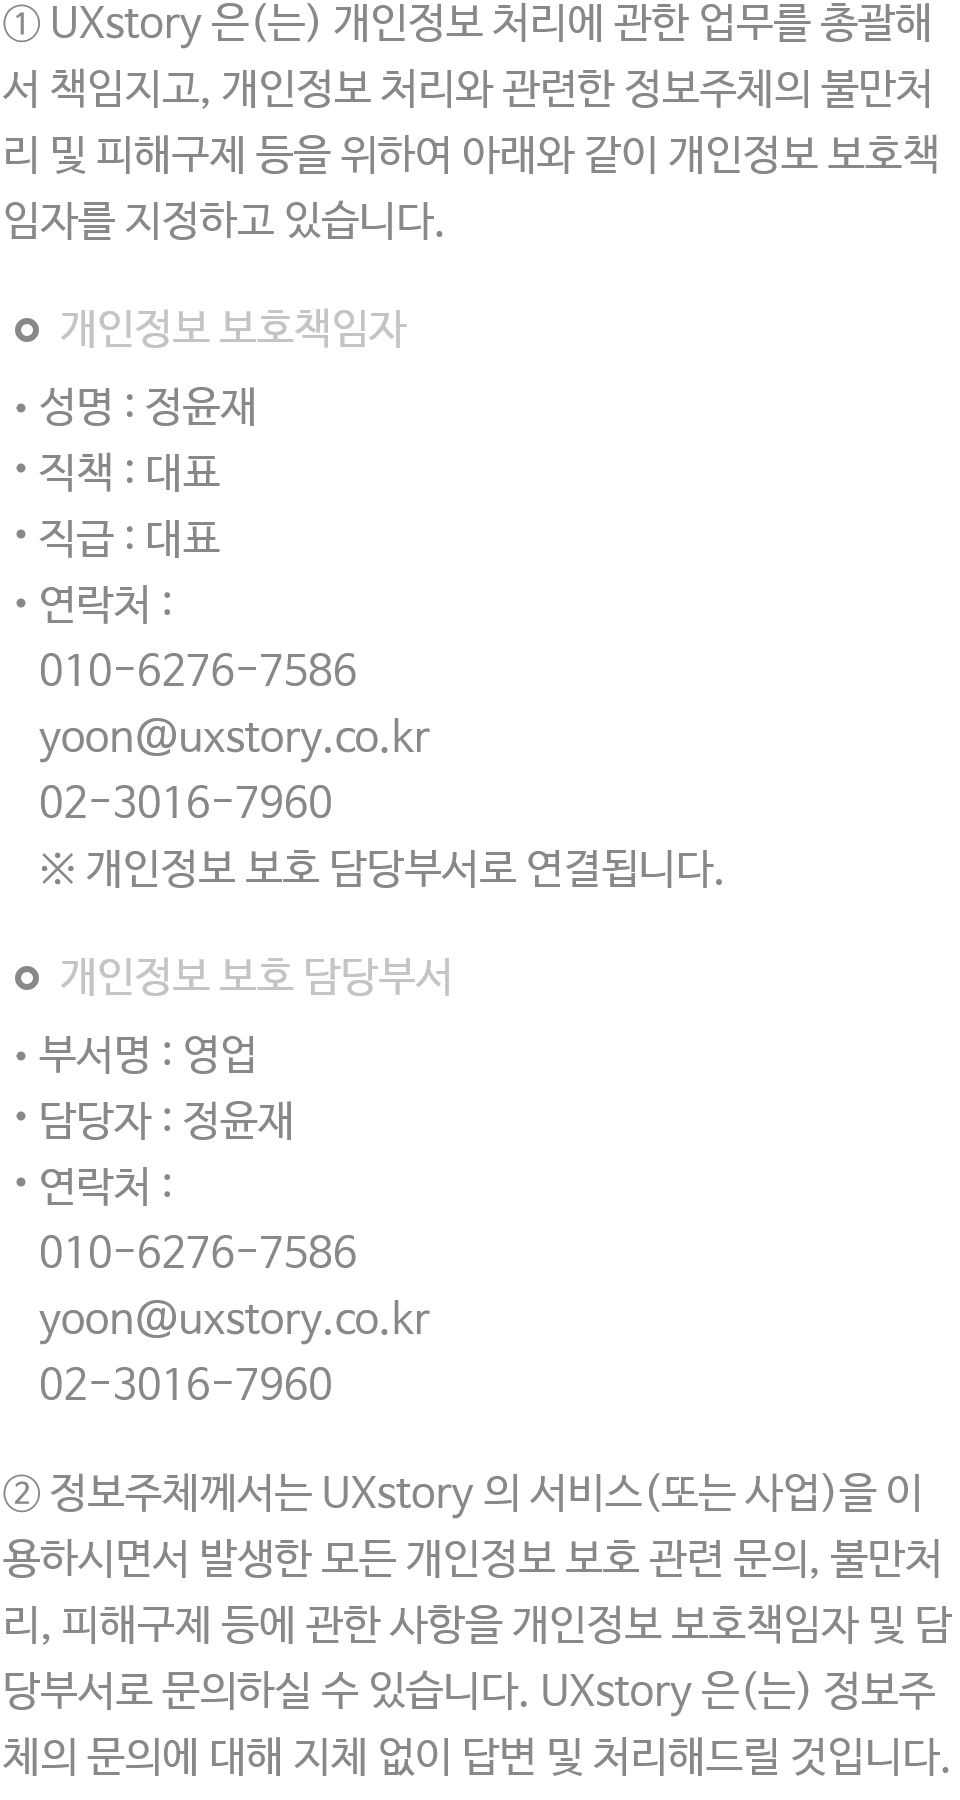 ① UXstory 은(는) 개인정보 처리에 관한 업무를 총괄해
서 책임지고, 개인정보 처리와 관련한 정보주체의 불만처
리 및 피해구제 등을 위하여 아래와 같이 개인정보 보호책
임자를 지정하고 있습니다.
개인정보 보호책임자
• 성명 : 정윤재
• 직책 : 대표
• 직급 : 대표
• 연락처 :
010-6276-7586
yoon@uxstory.co.kr
02-3016-7960
※ 개인정보 보호 담당부서로 연결됩니다.
개인정보 보호 담당부서
• 부서명 : 영업
• 담당자 : 정윤재
• 연락처 :
010-6276-7586
yoon@uxstory.co.kr
02-3016-7960
② 정보주체께서는 UXstory 의 서비스(또는 사업)을 이
용하시면서 발생한 모든 개인정보 보호 관련 문의, 불만처
리, 피해구제 등에 관한 사항을 개인정보 보호책임자 및 담
당부서로 문의하실 수 있습니다. UXstory 은(는) 정보주
체의 문의에 대해 지체 없이 답변 및 처리해드릴 것입니다.